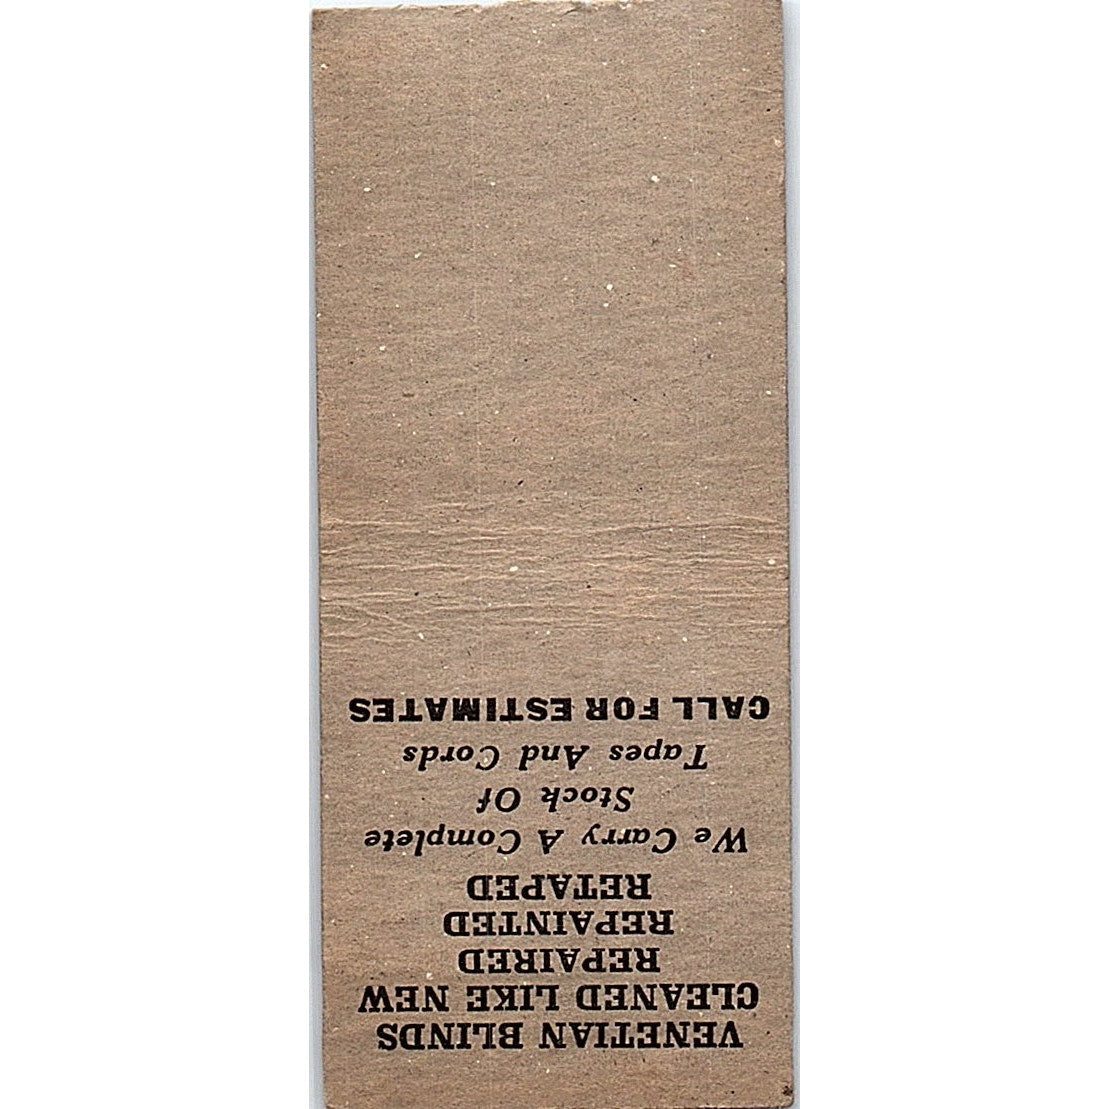 VENETIAN BLINDS
CLEANED LIKE NEW
REPAIRED
REPAINTED
RETAPED
We Carry A Complete
Stock Of
Tapes And Cords
CALL FOR ESTIMATES